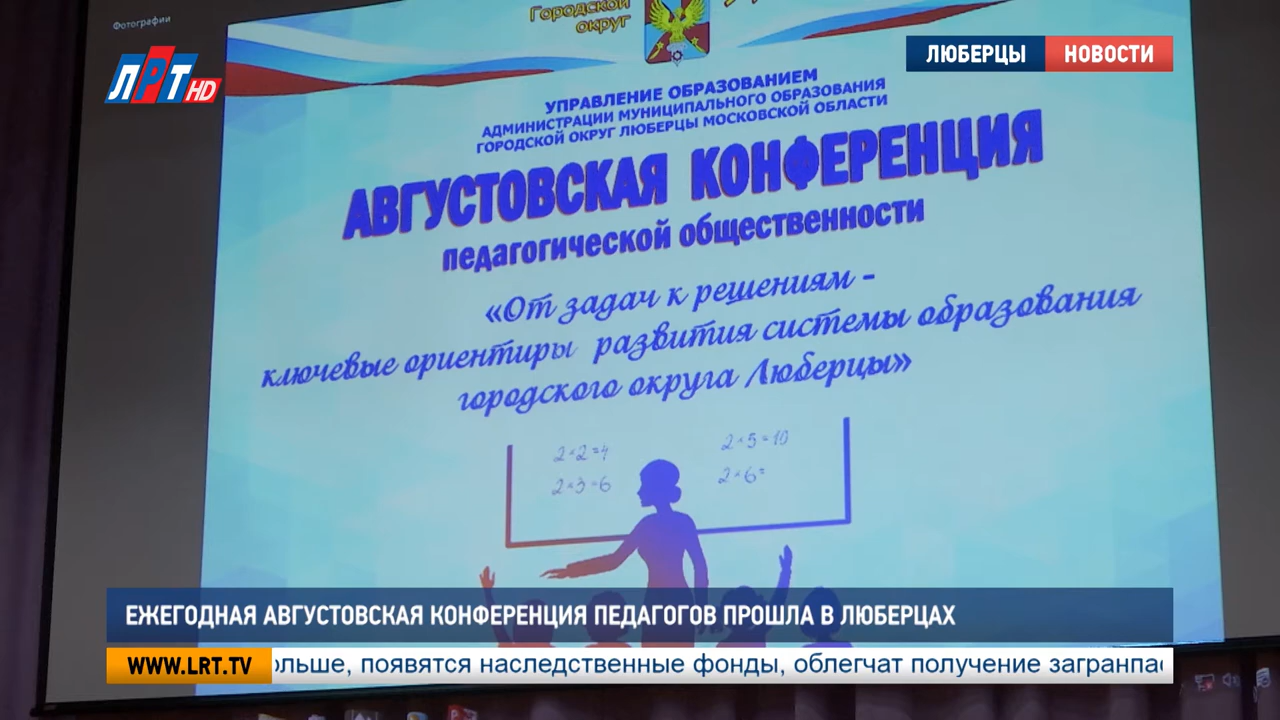 Фотографии
Городской
округ
ЛРТ HD
ЛЮБЕРЦЫ НОВОСТИ
УПРАВЛЕНИЕ ОБРАЗОВАНИЕМ
АДМИНИСТРАЦИИ МУНИЦИПАЛЬНОГО ОБРАЗОВАНИЯ
ГОРОДСКОЙ ОКРУГ ЛЮБЕРЦЫ МОСКОВСКОЙ ОБЛАСТИ
АВГУСТОВСКАЯ КОНФЕРЕНЦИЯ
педагогической общественности
«От задач к решениям -
ключевые ориентиры развития системы образования
городского округа Люберцы»
2×2=4
2×3=6
2×5=10
2×6=
ЕЖЕГОДНАЯ АВГУСТОВСКАЯ КОНФЕРЕНЦИЯ ПЕДАГОГОВ ПРОШЛА В ЛЮБЕРЦАХ
WWW.LRT.TV ольше, появятся наследственные фонды, облегчат получение загранпас